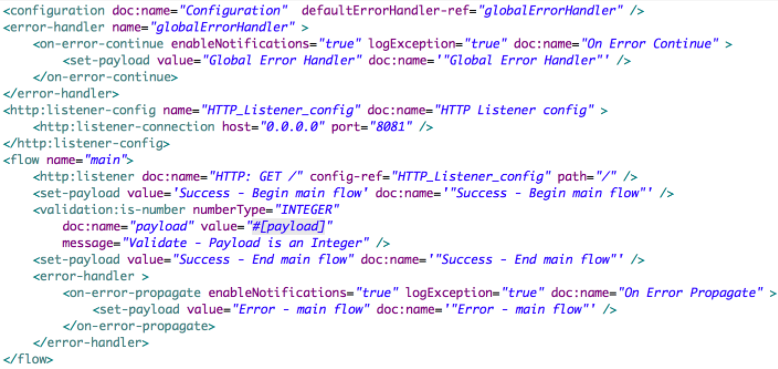 <configuration doc:name="Configuration"  defaultErrorHandler-ref="globalErrorHandler" />
<error-handler name="globalErrorHandler" >
<on-error-continue enableNotifications="true" logException="true" doc:name="On Error Continue" >
<set-payload value="Global Error Handler" doc:name='"Global Error Handler"' />
</on-error-continue>
</error-handler>
<http:listener-config name="HTTP_Listener_config" doc:name="HTTP Listener config" >
<http:listener-connection host="0.0.0.0" port="8081" />
</http:listener-config>
<flow name="main">
<http:listener doc:name="HTTP: GET /" config-ref="HTTP_Listener_config" path="/" />
<set-payload value='Success - Begin main flow' doc:name='"Success - Begin main flow"' />
<validation:is-number numberType="INTEGER"
doc:name="payload" value="#[payload]"
message="Validate - Payload is an Integer" />
<set-payload value="Success - End main flow" doc:name='"Success - End main flow"' />
<error-handler >
<on-error-propagate enableNotifications="true" logException="true" doc:name="On Error Propagate" >
<set-payload value="Error - main flow" doc:name='"Error - main flow"' />
</on-error-propagate>
</error-handler>
</flow>